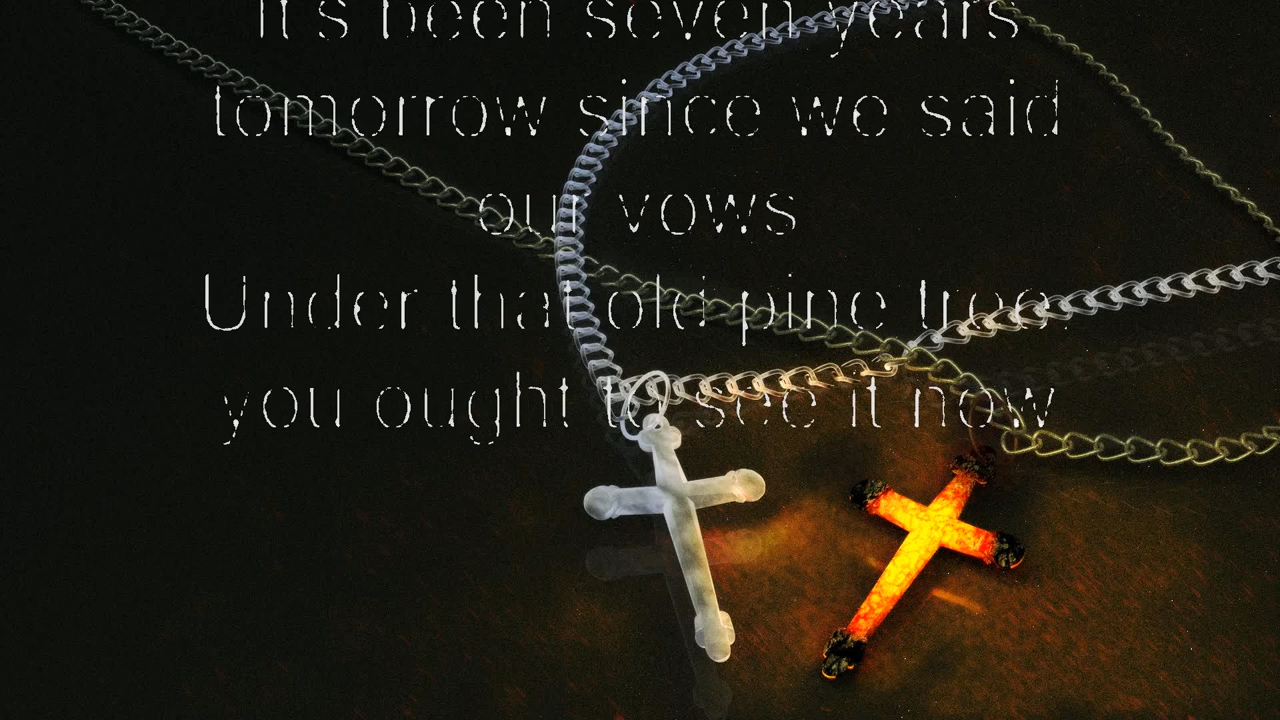 It's been seven years
tomorrow since we said
our vows
Under that old pine tree,
you ought to see it now